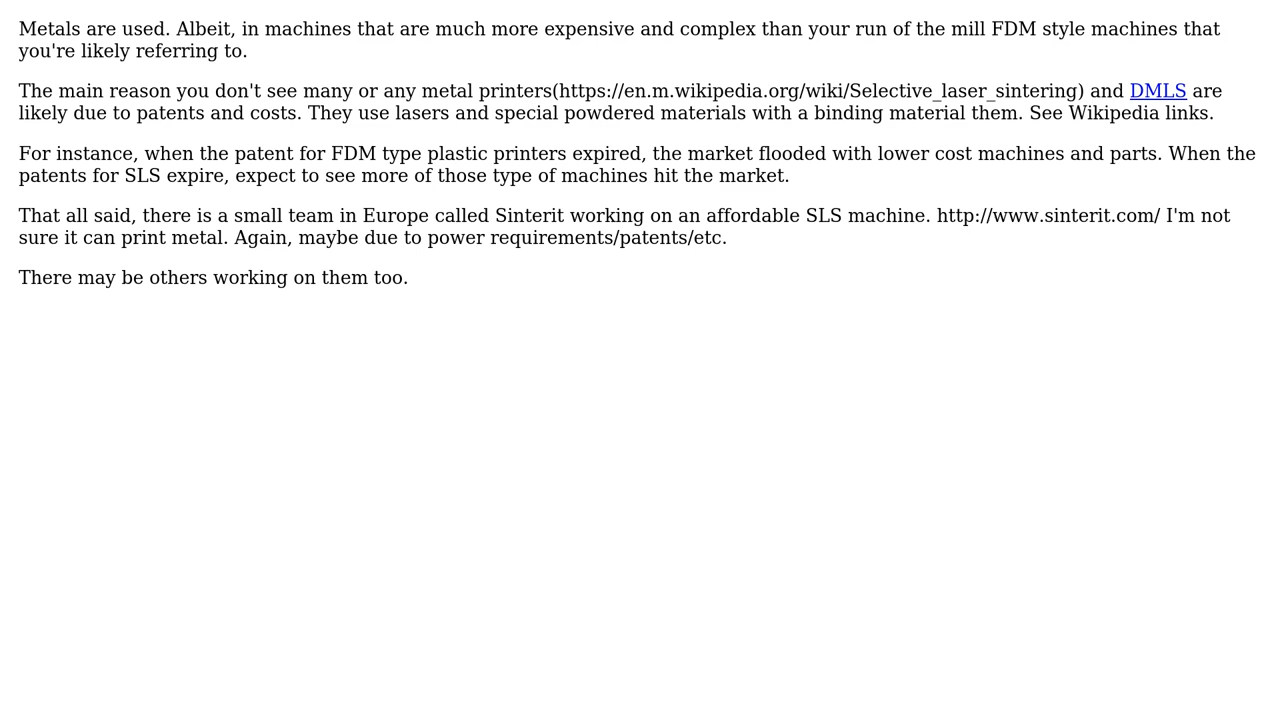 Metals are used. Albeit, in machines that are much more expensive and complex than your run of the mill FDM style machines that
you're likely referring to.
The main reason you don't see many or any metal printers(https://en.m.wikipedia.org/wiki/Selective_laser_sintering) and DMLS are
likely due to patents and costs. They use lasers and special powdered materials with a binding material them. See Wikipedia links.
For instance, when the patent for FDM type plastic printers expired, the market flooded with lower cost machines and parts. When the
patents for SLS expire, expect to see more of those type of machines hit the market.
That all said, there is a small team in Europe called Sinterit working on an affordable SLS machine. http://www.sinterit.com/ I'm not
sure it can print metal. Again, maybe due to power requirements/patents/etc.
There may be others working on them too.